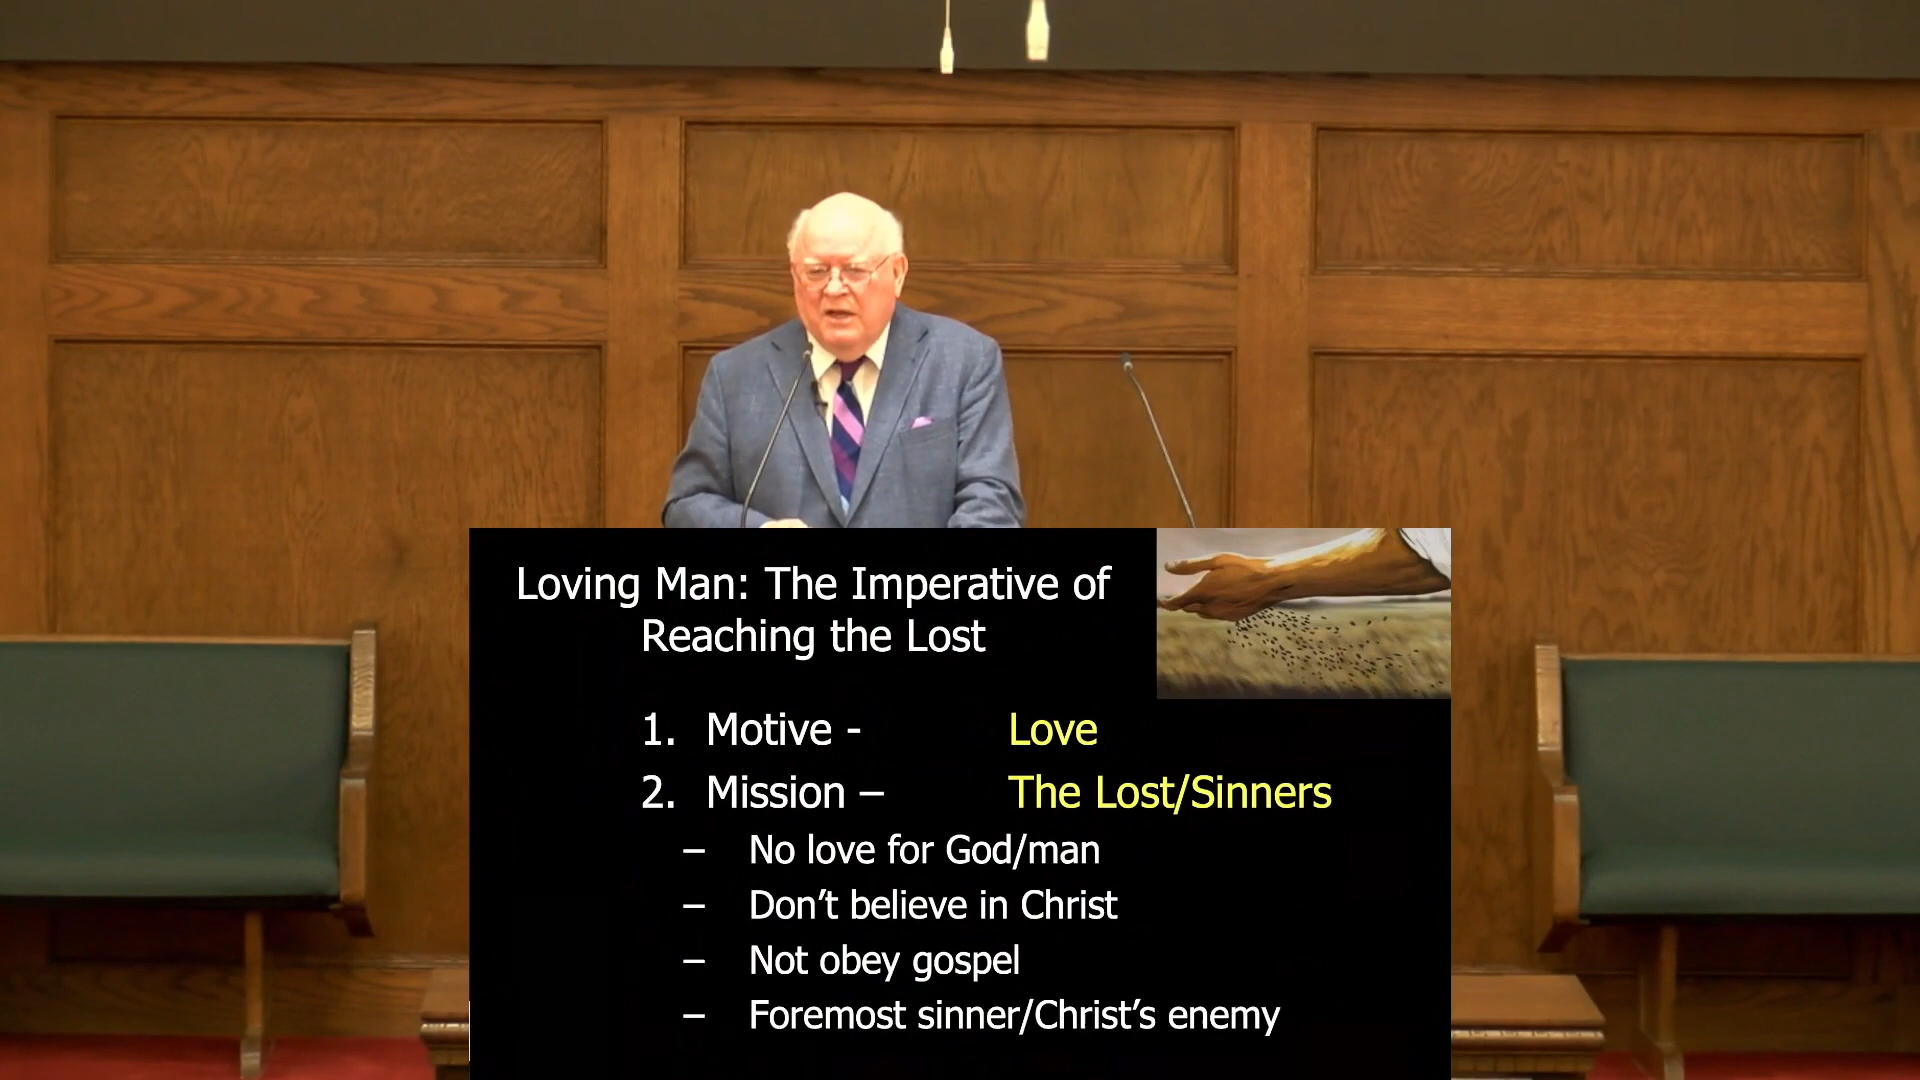 Loving Man: The Imperative of
Reaching the Lost
1. Motive - Love
2. Mission – The Lost/Sinners
– No love for God/man
– Don’t believe in Christ
– Not obey gospel
– Foremost sinner/Christ’s enemy